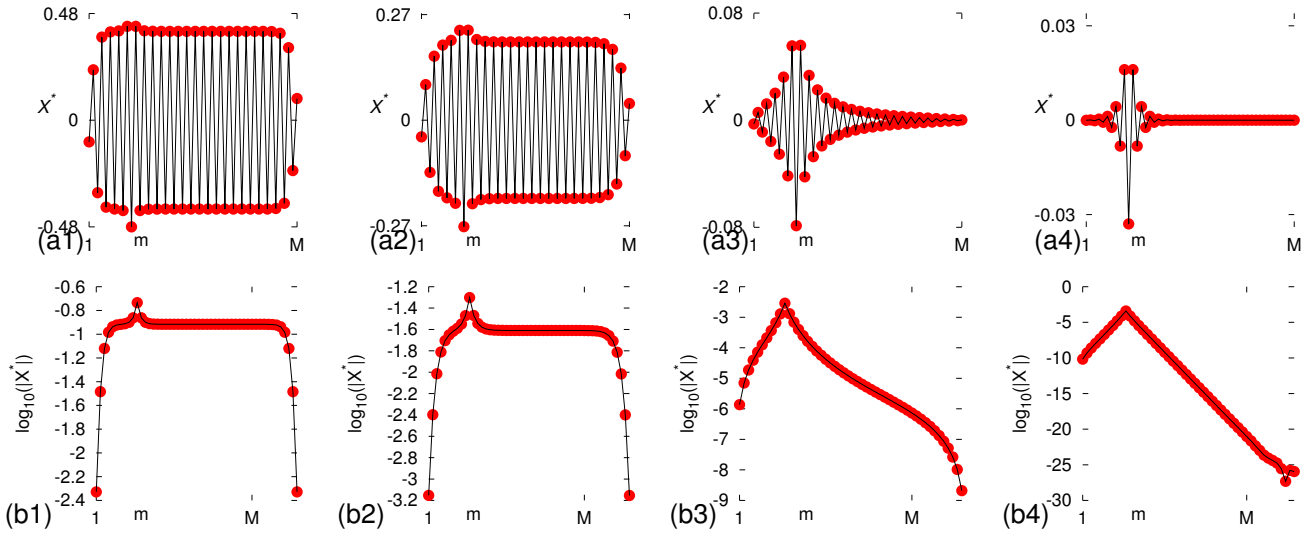 0.48
X*
0
-0.48
(a1)
1
m
M
0.27
X*
0
-0.27
(a2)
1
m
M
0.08
X*
0
-0.08
(a3)
1
m
M
0.03
X*
0
-0.03
(a4)
1
m
M
-0.6
-0.8
-1
-1.2
-1.4
-1.6
-1.8
-2
-2.2
-2.4
log10(|X*|)
(b1)
1
m
M
-1.2
-1.4
-1.6
-1.8
-2
-2.2
-2.4
-2.6
-2.8
-3
-3.2
log10(|X*|)
(b2)
1
m
M
-2
-3
-4
-5
-6
-7
-8
-9
log10(|X*|)
(b3)
1
m
M
0
-5
-10
-15
-20
-25
-30
log10(|X*|)
(b4)
1
m
M